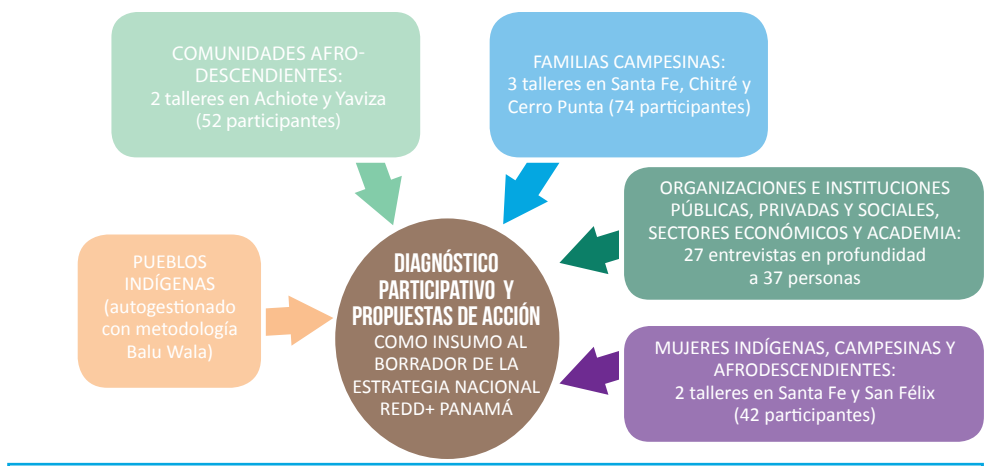 COMUNIDADES AFRO-
DESCENDIENTES:
2 talleres en Achiote y Yaviza
(52 participantes)
FAMILIAS CAMPESINAS:
3 talleres en Santa Fe, Chitré y
Cerro Punta (74 participantes)
ORGANIZACIONES E INSTITUCIONES
PÚBLICAS, PRIVADAS Y SOCIALES,
SECTORES ECONÓMICOS Y ACADEMIA:
27 entrevistas en profundidad
a 37 personas
PUEBLOS
INDÍGENAS
(autogestionado
con metodología
Balu Wala)
DIAGNÓSTICO
PARTICIPATIVO Y
PROPUESTAS DE ACCIÓN
COMO INSUMO AL
BORRADOR DE LA
ESTRATEGIA NACIONAL
REDD+ PANAMÁ
MUJERES INDÍGENAS, CAMPESINAS Y
AFRODESCENDIENTES:
2 talleres en Santa Fe y San Félix
(42 participantes)